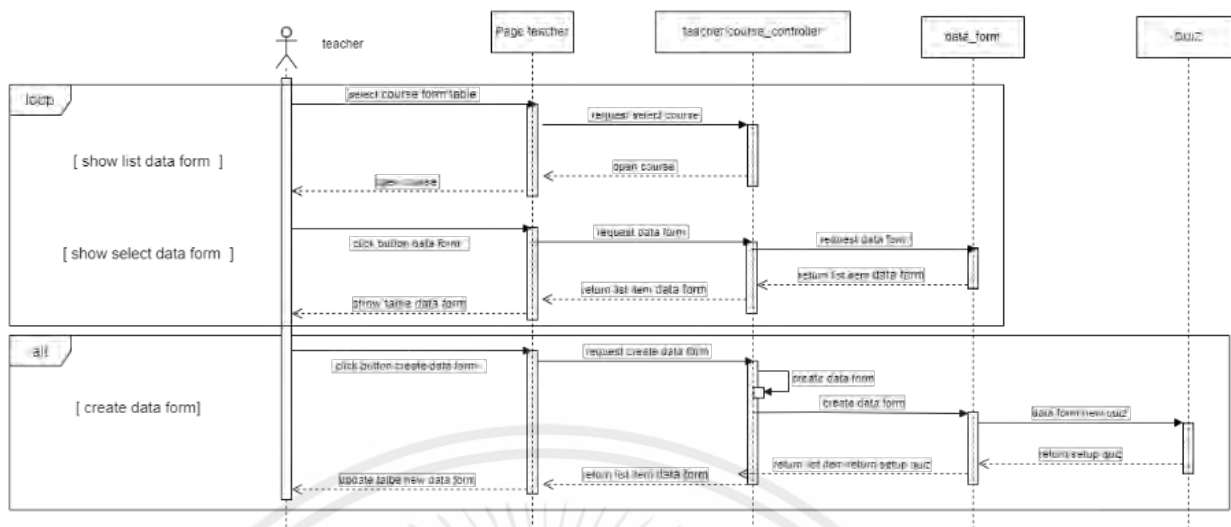 teacher
Page teacher
teacher/course_controller
data_form
Quiz
loop
select course form table
request select course
[ show list data form ]
open course
open course
click button data form
request data form
request data form
[ show select data form ]
return list item data form
return list item data form
show table data form
alt
click button create data form
request create data form
create data form
[ create data form]
create data form
data form new quiz
return setup quiz
return list item return setup quiz
return list item data form
update talbe new data form